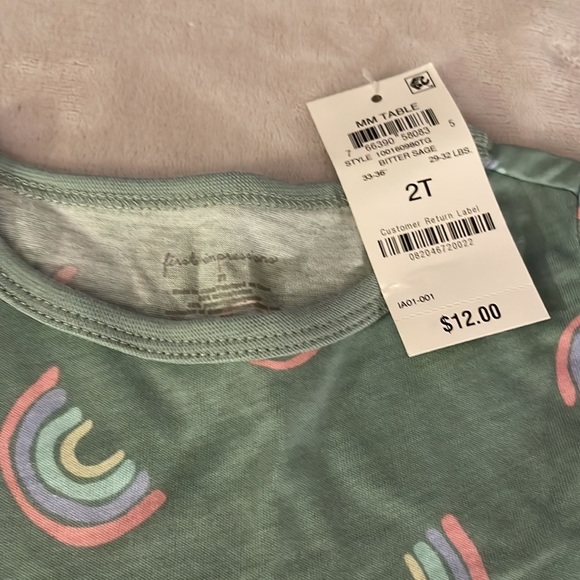 MM TABLE
7 66390 58083 5
STYLE 100160980TG
BITTER SAGE
33-36" 29-32 LBS.
2T
Customer Return Label
082046720022
IA01-001
$12.00
first impressions